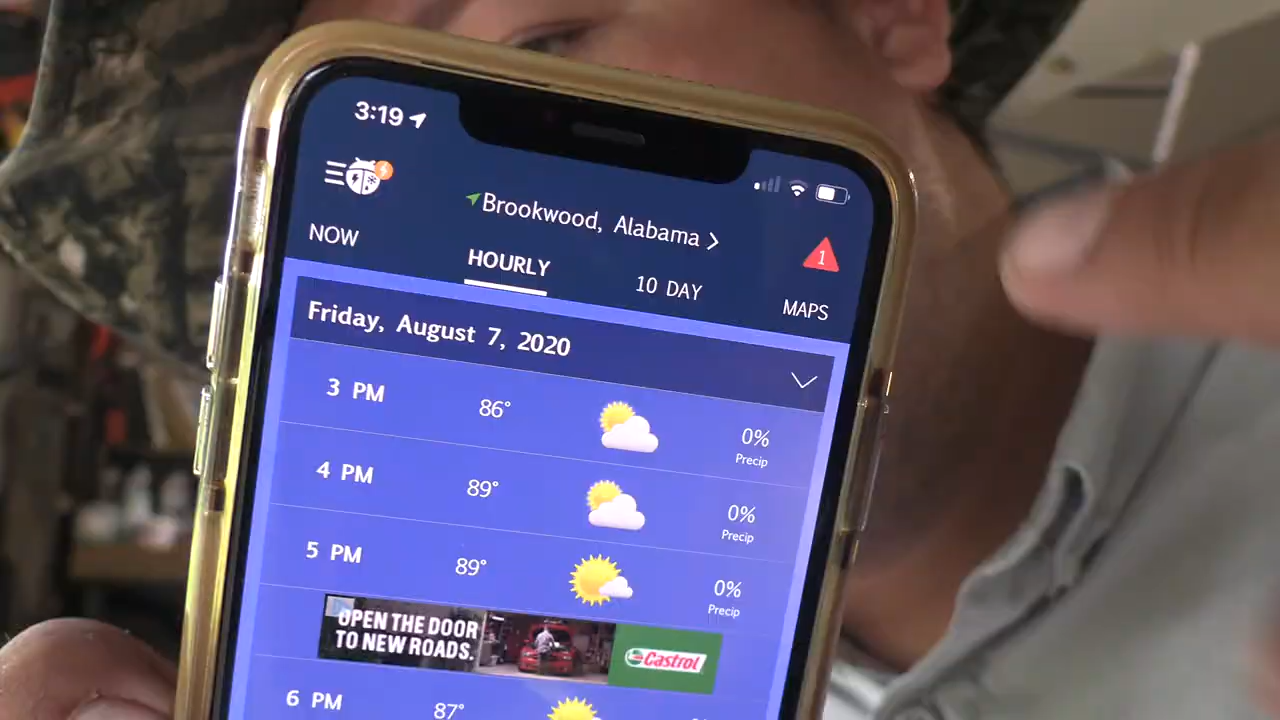 3:19
Brookwood, Alabama
1
NOW
HOURLY
10 DAY
MAPS
Friday, August 7, 2020
3 PM 86° 0%
Precip
4 PM 89° 0%
Precip
5 PM 89° 0%
Precip
OPEN THE DOOR
TO NEW ROADS.
Castrol
6 PM 87°